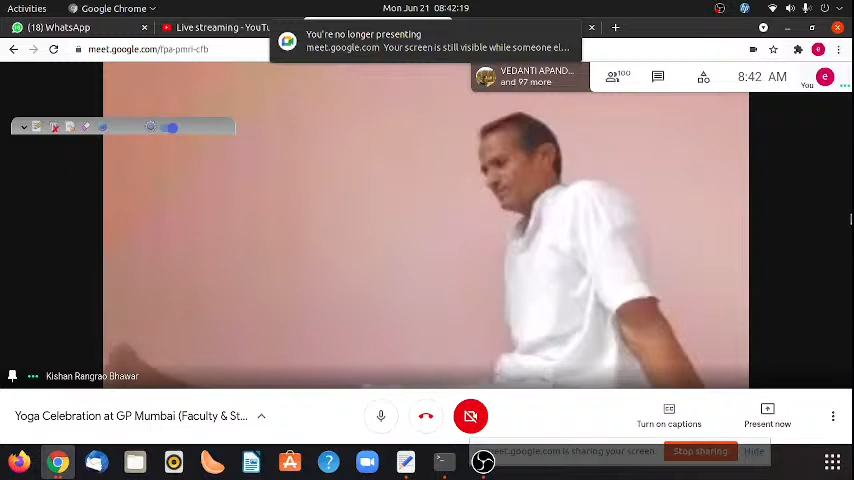 Activities
Google Chrome
Mon Jun 21 08:42:19
(18) WhatsApp
Live streaming - YouTu
You're no longer presenting
meet.google.com Your screen is still visible while someone el...
meet.google.com/fpa-pmri-cfb
VEDANTI APAND...
and 97 more
100
8:42 AM
You
e
e
Kishan Rangrao Bhawar
Yoga Celebration at GP Mumbai (Faculty & St...
Turn on captions
Present now
meet.google.com is sharing your screen.
Stop sharing
Hide